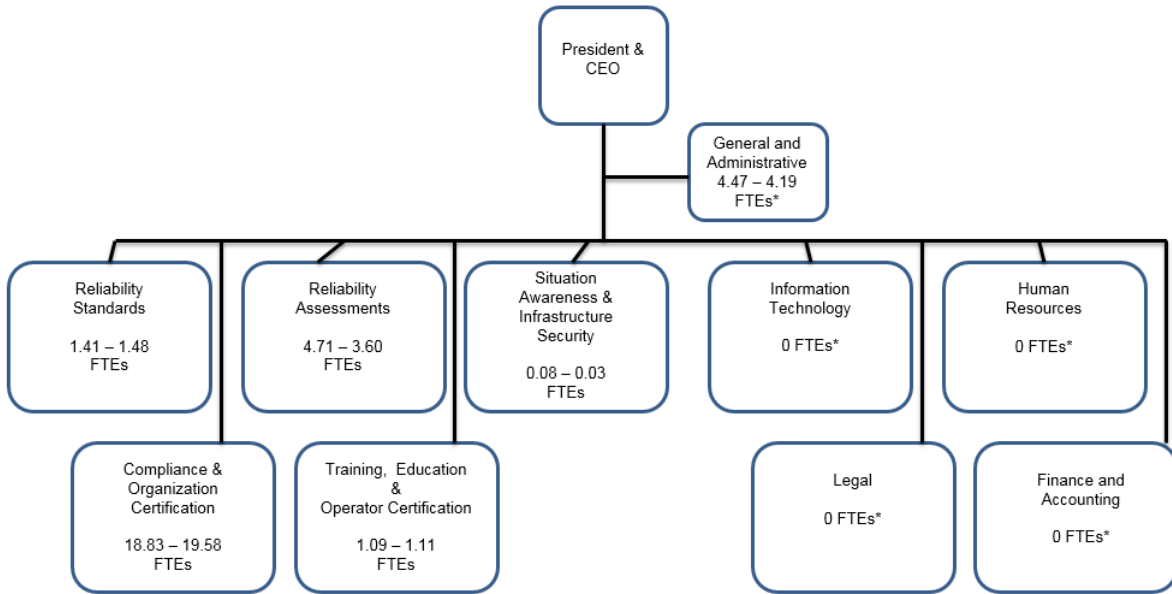 President &
CEO
General and
Administrative
4.47 – 4.19
FTEs*
Reliability
Standards
1.41 – 1.48
FTEs
Reliability
Assessments
4.71 – 3.60
FTEs
Situation
Awareness &
Infrastructure
Security
0.08 – 0.03
FTEs
Information
Technology
0 FTEs*
Human
Resources
0 FTEs*
Compliance &
Organization
Certification
18.83 – 19.58
FTEs
Training, Education
&
Operator Certification
1.09 – 1.11
FTEs
Legal
0 FTEs*
Finance and
Accounting
0 FTEs*